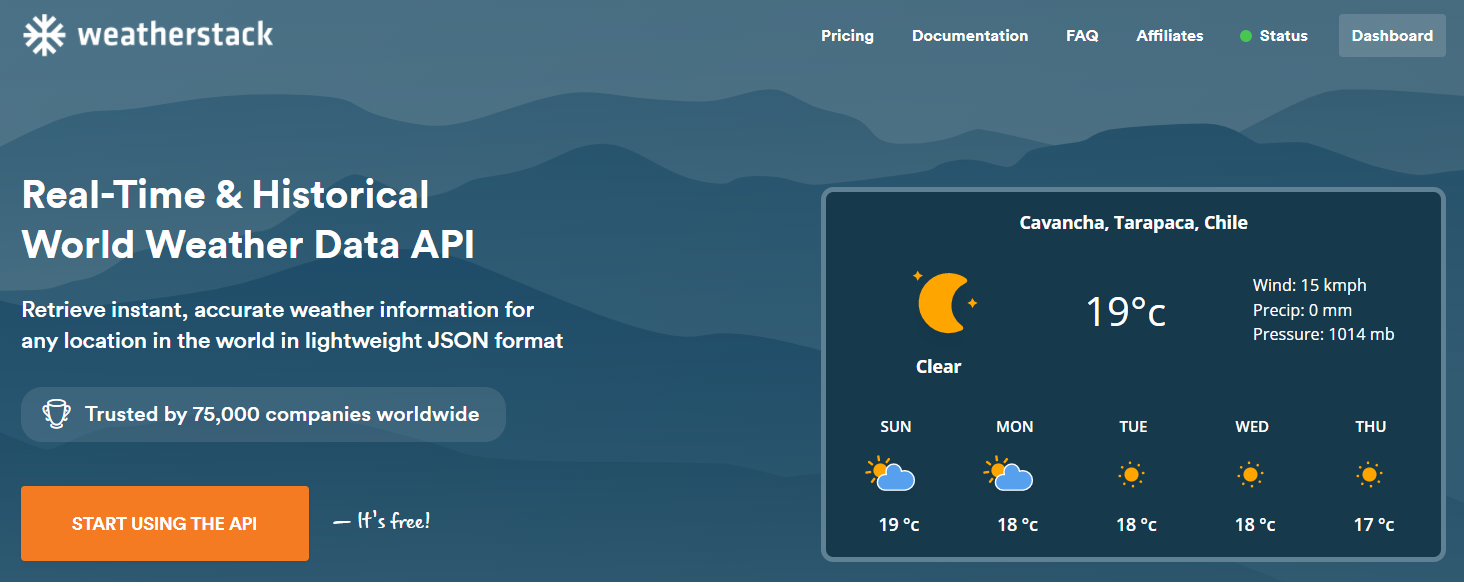 weatherstack
Pricing Documentation FAQ Affiliates Status Dashboard
Real-Time & Historical
World Weather Data API
Retrieve instant, accurate weather information for
any location in the world in lightweight JSON format
Trusted by 75,000 companies worldwide
START USING THE API
– It's free!
Cavancha, Tarapaca, Chile
Clear
19°c
Wind: 15 kmph
Precip: 0 mm
Pressure: 1014 mb
SUN MON TUE WED THU
19 °c 18 °c 18 °c 18 °c 17 °c